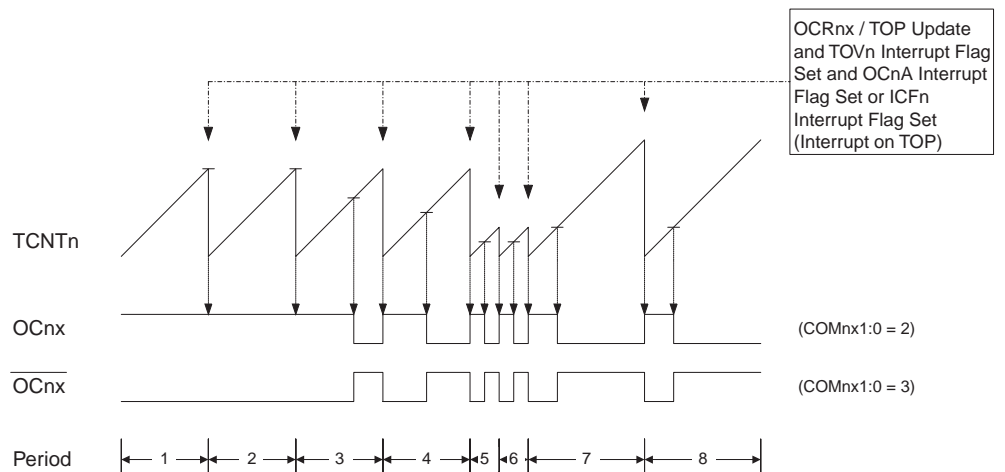 OCRnx / TOP Update
and TOVn Interrupt Flag
Set and OCnA Interrupt
Flag Set or ICFn
Interrupt Flag Set
(Interrupt on TOP)
TCNTn
OCnx
(COMnx1:0 = 2)
OCnx
(COMnx1:0 = 3)
Period
1 2 3 4 5 6 7 8